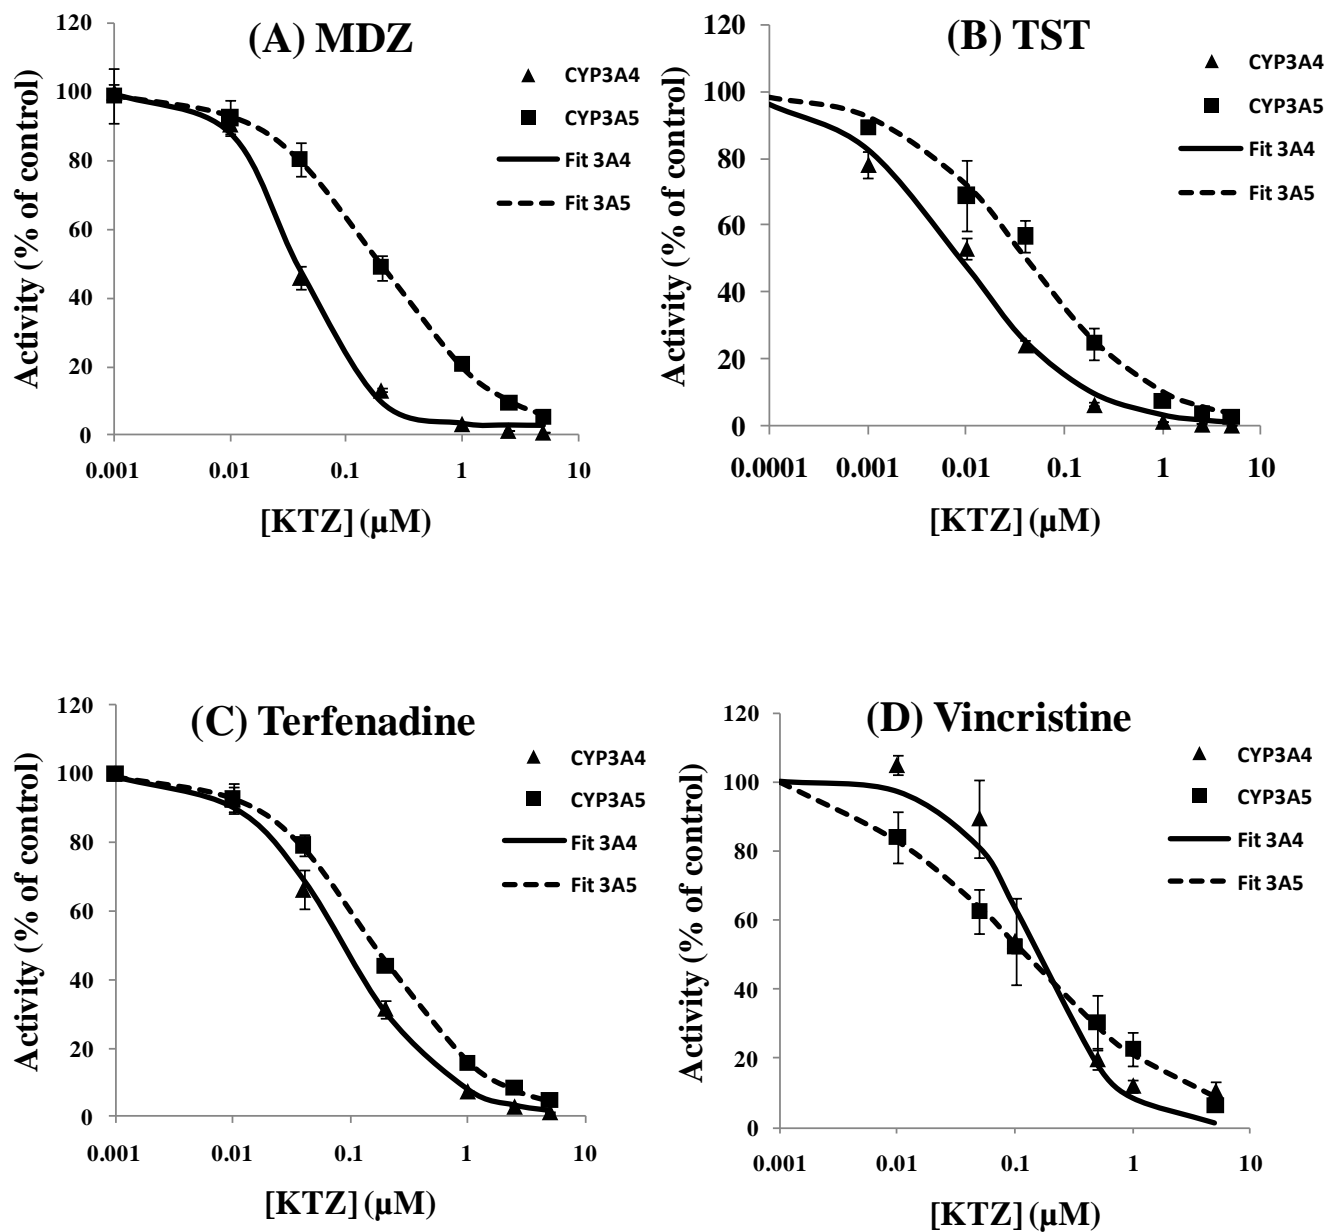 (A) MDZ
Activity (% of control)
120
100
80
60
40
20
0
0.001 0.01 0.1 1 10
[KTZ] (µM)
CYP3A4
CYP3A5
Fit 3A4
Fit 3A5
(B) TST
Activity (% of control)
120
100
80
60
40
20
0
0.0001 0.001 0.01 0.1 1 10
[KTZ] (µM)
CYP3A4
CYP3A5
Fit 3A4
Fit 3A5
(C) Terfenadine
Activity (% of control)
120
100
80
60
40
20
0
0.001 0.01 0.1 1 10
[KTZ] (µM)
CYP3A4
CYP3A5
Fit 3A4
Fit 3A5
(D) Vincristine
Activity (% of control)
120
100
80
60
40
20
0
0.001 0.01 0.1 1 10
[KTZ] (µM)
CYP3A4
CYP3A5
Fit 3A4
Fit 3A5